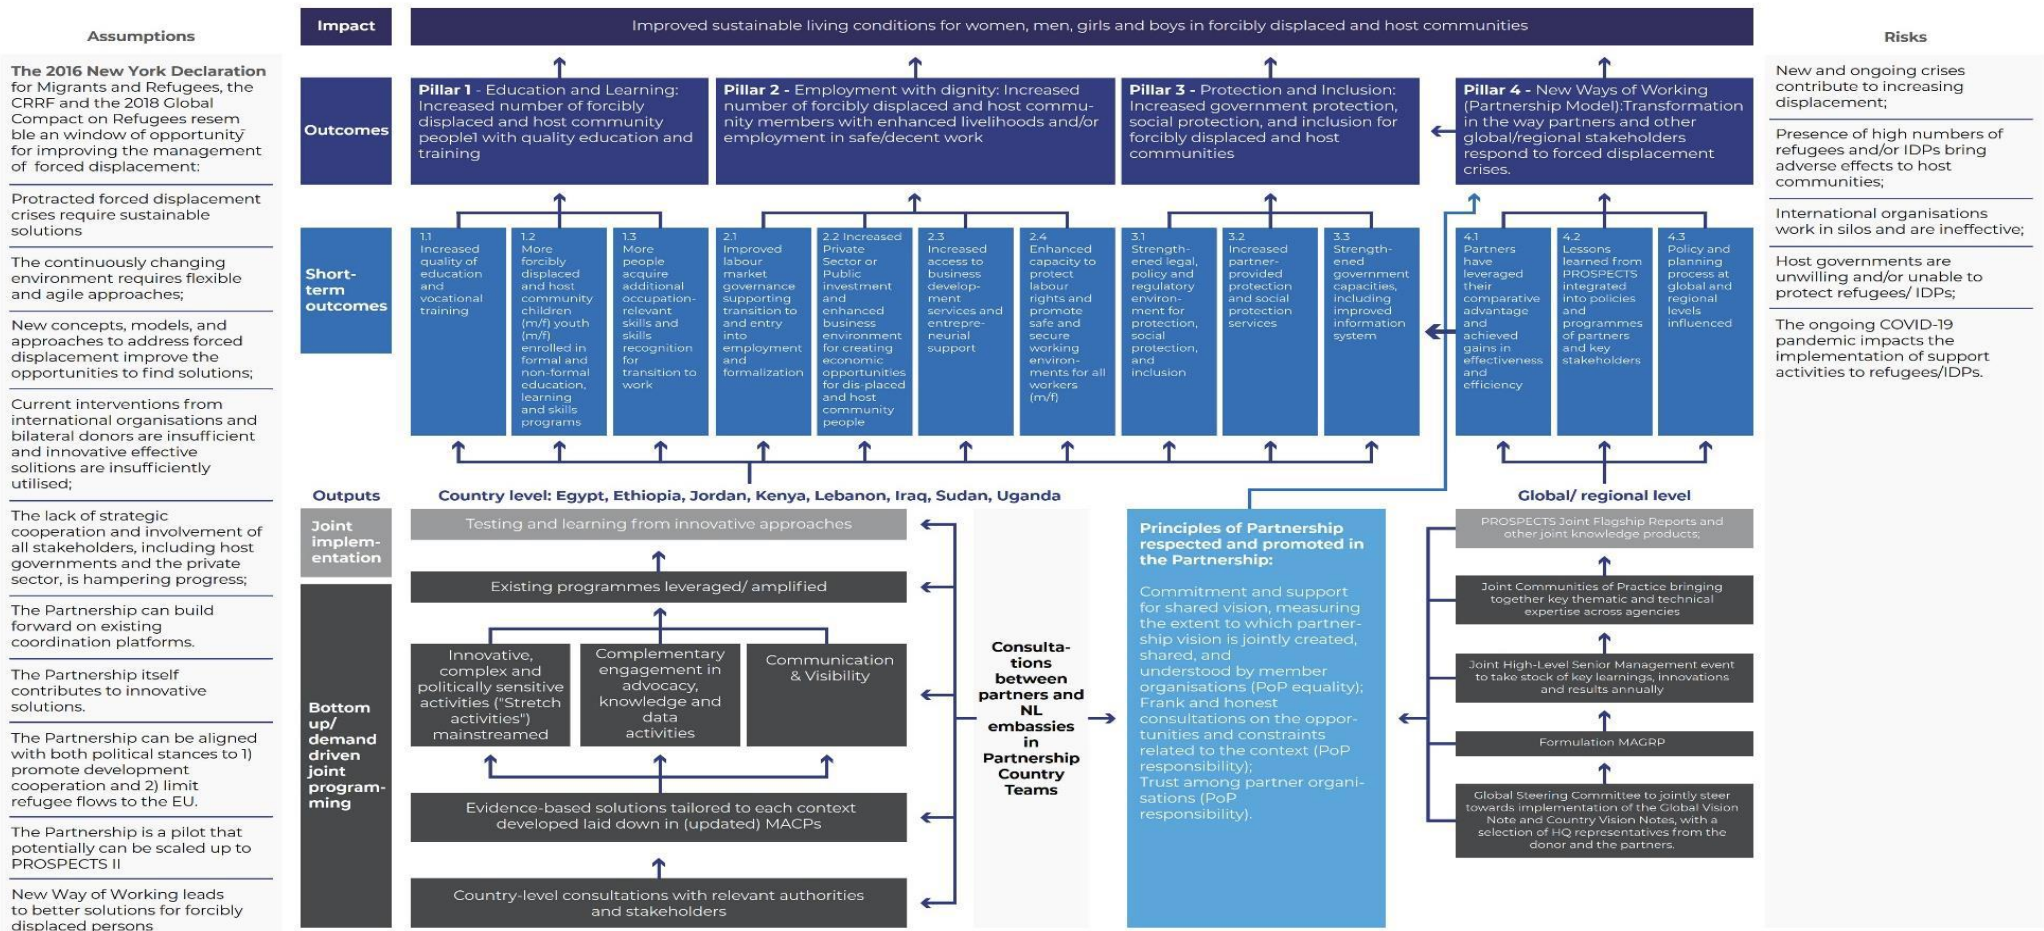 Assumptions
The 2016 New York Declaration
for Migrants and Refugees, the
CRRF and the 2018 Global
Compact on Refugees resem
ble an window of opportunity
for improving the management
of forced displacement:
Protracted forced displacement
crises require sustainable
solutions
The continuously changing
environment requires flexible
and agile approaches;
New concepts, models, and
approaches to address forced
displacement improve the
opportunities to find solutions;
Current interventions from
international organisations and
bilateral donors are insufficient
and innovative effective
solitions are insufficiently
utilised;
The lack of strategic
cooperation and involvement of
all stakeholders, including host
governments and the private
sector, is hampering progress;
The Partnership can build
forward on existing
coordination platforms.
The Partnership itself
contributes to innovative
solutions.
The Partnership can be aligned
with both political stances to 1)
promote development
cooperation and 2) limit
refugee flows to the EU.
The Partnership is a pilot that
potentially can be scaled up to
PROSPECTS II
New Way of Working leads
to better solutions for forcibly
displaced persons
Impact
Improved sustainable living conditions for women, men, girls and boys in forcibly displaced and host communities
Outcomes
Pillar 1 - Education and Learning:
Increased number of forcibly
displaced and host community
people1 with quality education and
training
Pillar 2 - Employment with dignity: Increased
number of forcibly displaced and host commu-
nity members with enhanced livelihoods and/or
employment in safe/decent work
Pillar 3 - Protection and Inclusion:
Increased government protection,
social protection, and inclusion for
forcibly displaced and host
communities
Pillar 4 - New Ways of Working
(Partnership Model):Transformation
in the way partners and other
global/regional stakeholders
respond to forced displacement
crises.
Short-
term
outcomes
1.1
Increased
quality of
education
and
vocational
training
1.2
More
forcibly
displaced
and host
community
children
(m/f) youth
(m/f)
enrolled in
formal and
non-formal
education,
learning
and skills
programs
1.3
More
people
acquire
additional
occupation-
relevant
skills and
skills
recognition
for
transition to
work
2.1
Improved
labour
market
governance
supporting
transition to
and entry
into
employment
and
formalization
2.2 Increased
Private
Sector or
Public
investment
and
enhanced
business
environment
for creating
economic
opportunities
for dis-placed
and host
community
people
2.3
Increased
access to
business
develop-
ment
services and
entrepre-
neurial
support
2.4
Enhanced
capacity to
protect
labour
rights and
promote
safe and
secure
working
environ-
ments for all
workers
(m/f)
3.1
Strength-
ened legal,
policy and
regulatory
environ-
ment for
protection,
social
protection,
and
inclusion
3.2
Increased
partner-
provided
protection
and social
protection
services
3.3
Strength-
ened
government
capacities,
including
improved
information
system
4.1
Partners
have
leveraged
their
comparative
advantage
and
achieved
gains in
effectiveness
and
efficiency
4.2
Lessons
learned from
PROSPECTS
integrated
into policies
and
programmes
of partners
and key
stakeholders
4.3
Policy and
planning
process at
global and
regional
levels
influenced
Outputs
Country level: Egypt, Ethiopia, Jordan, Kenya, Lebanon, Iraq, Sudan, Uganda
Global/ regional level
Joint
implem-
entation
Testing and learning from innovative approaches
Bottom
up/
demand
driven
joint
program-
ming
Existing programmes leveraged/ amplified
Innovative,
complex and
politically sensitive
activities ("Stretch
activities")
mainstreamed
Complementary
engagement in
advocacy,
knowledge and
data
activities
Communication
& Visibility
Evidence-based solutions tailored to each context
developed laid down in (updated) MACPs
Country-level consultations with relevant authorities
and stakeholders
Consulta-
tions
between
partners and
NL
embassies
in
Partnership
Country
Teams
Principles of Partnership
respected and promoted in
the Partnership:
Commitment and support
for shared vision, measuring
the extent to which partner-
ship vision is jointly created,
shared, and
understood by member
organisations (PoP equality);
Frank and honest
consultations on the oppor-
tunities and constraints
related to the context (PoP
responsibility);
Trust among partner organi-
sations (PoP
responsibility).
PROSPECTS Joint Flagship Reports and
other joint knowledge products;
Joint Communities of Practice bringing
together key thematic and technical
expertise across agencies
Joint High-Level Senior Management event
to take stock of key learnings, innovations
and results annually
Formulation MAGRP
Global Steering Committee to jointly steer
towards implementation of the Global Vision
Note and Country Vision Notes, with a
selection of HQ representatives from the
donor and the partners.
Risks
New and ongoing crises
contribute to increasing
displacement;
Presence of high numbers of
refugees and/or IDPs bring
adverse effects to host
communities;
International organisations
work in silos and are ineffective;
Host governments are
unwilling and/or unable to
protect refugees/ IDPs;
The ongoing COVID-19
pandemic impacts the
implementation of support
activities to refugees/IDPs.